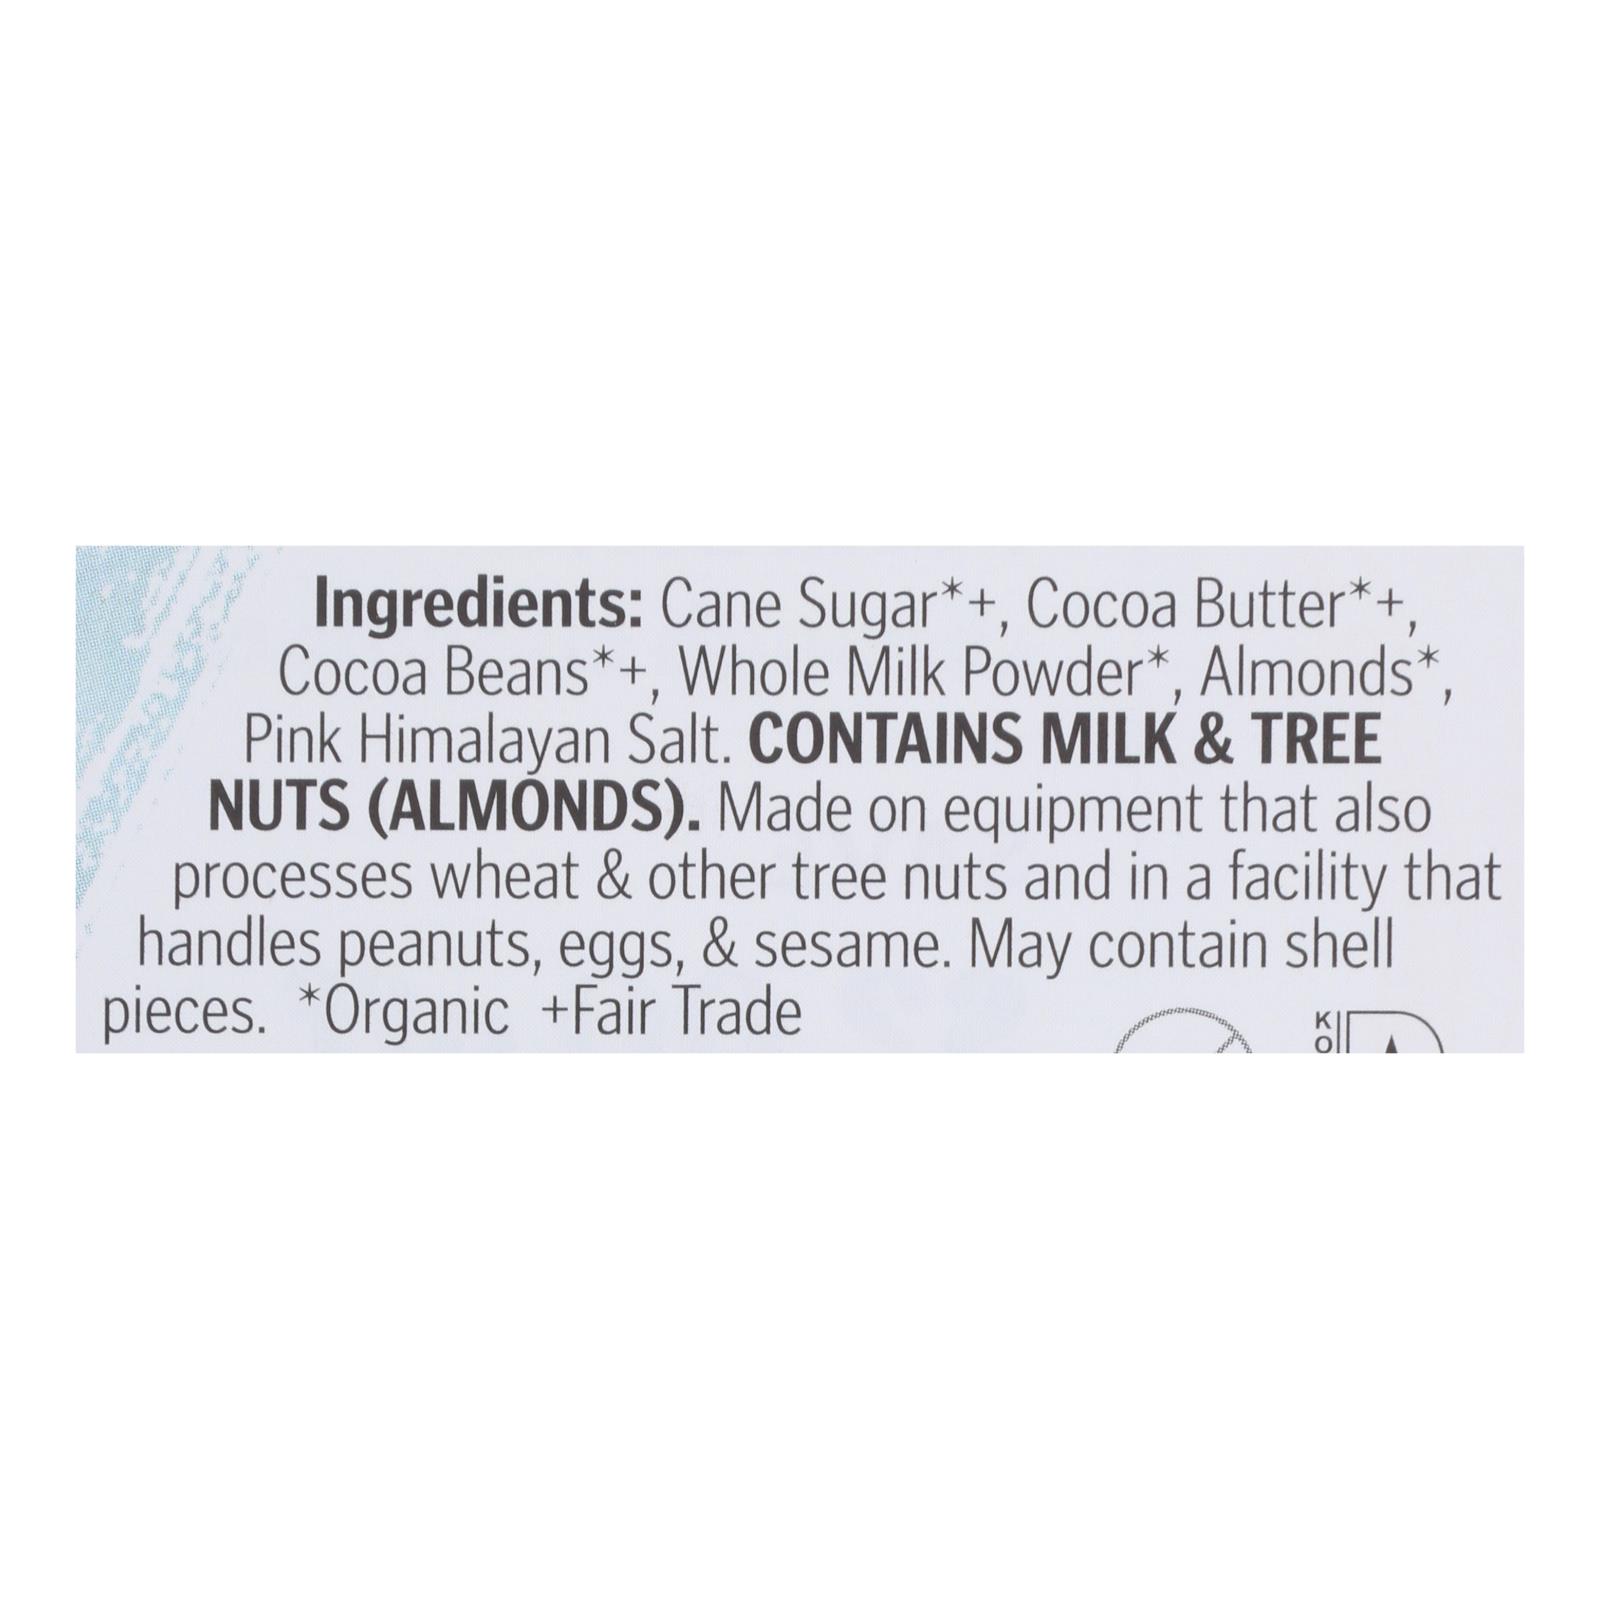 Ingredients: Cane Sugar*+, Cocoa Butter*+,
Cocoa Beans*+, Whole Milk Powder*, Almonds*,
Pink Himalayan Salt. CONTAINS MILK & TREE
NUTS (ALMONDS). Made on equipment that also
processes wheat & other tree nuts and in a facility that
handles peanuts, eggs, & sesame. May contain shell
pieces. *Organic +Fair Trade
KO